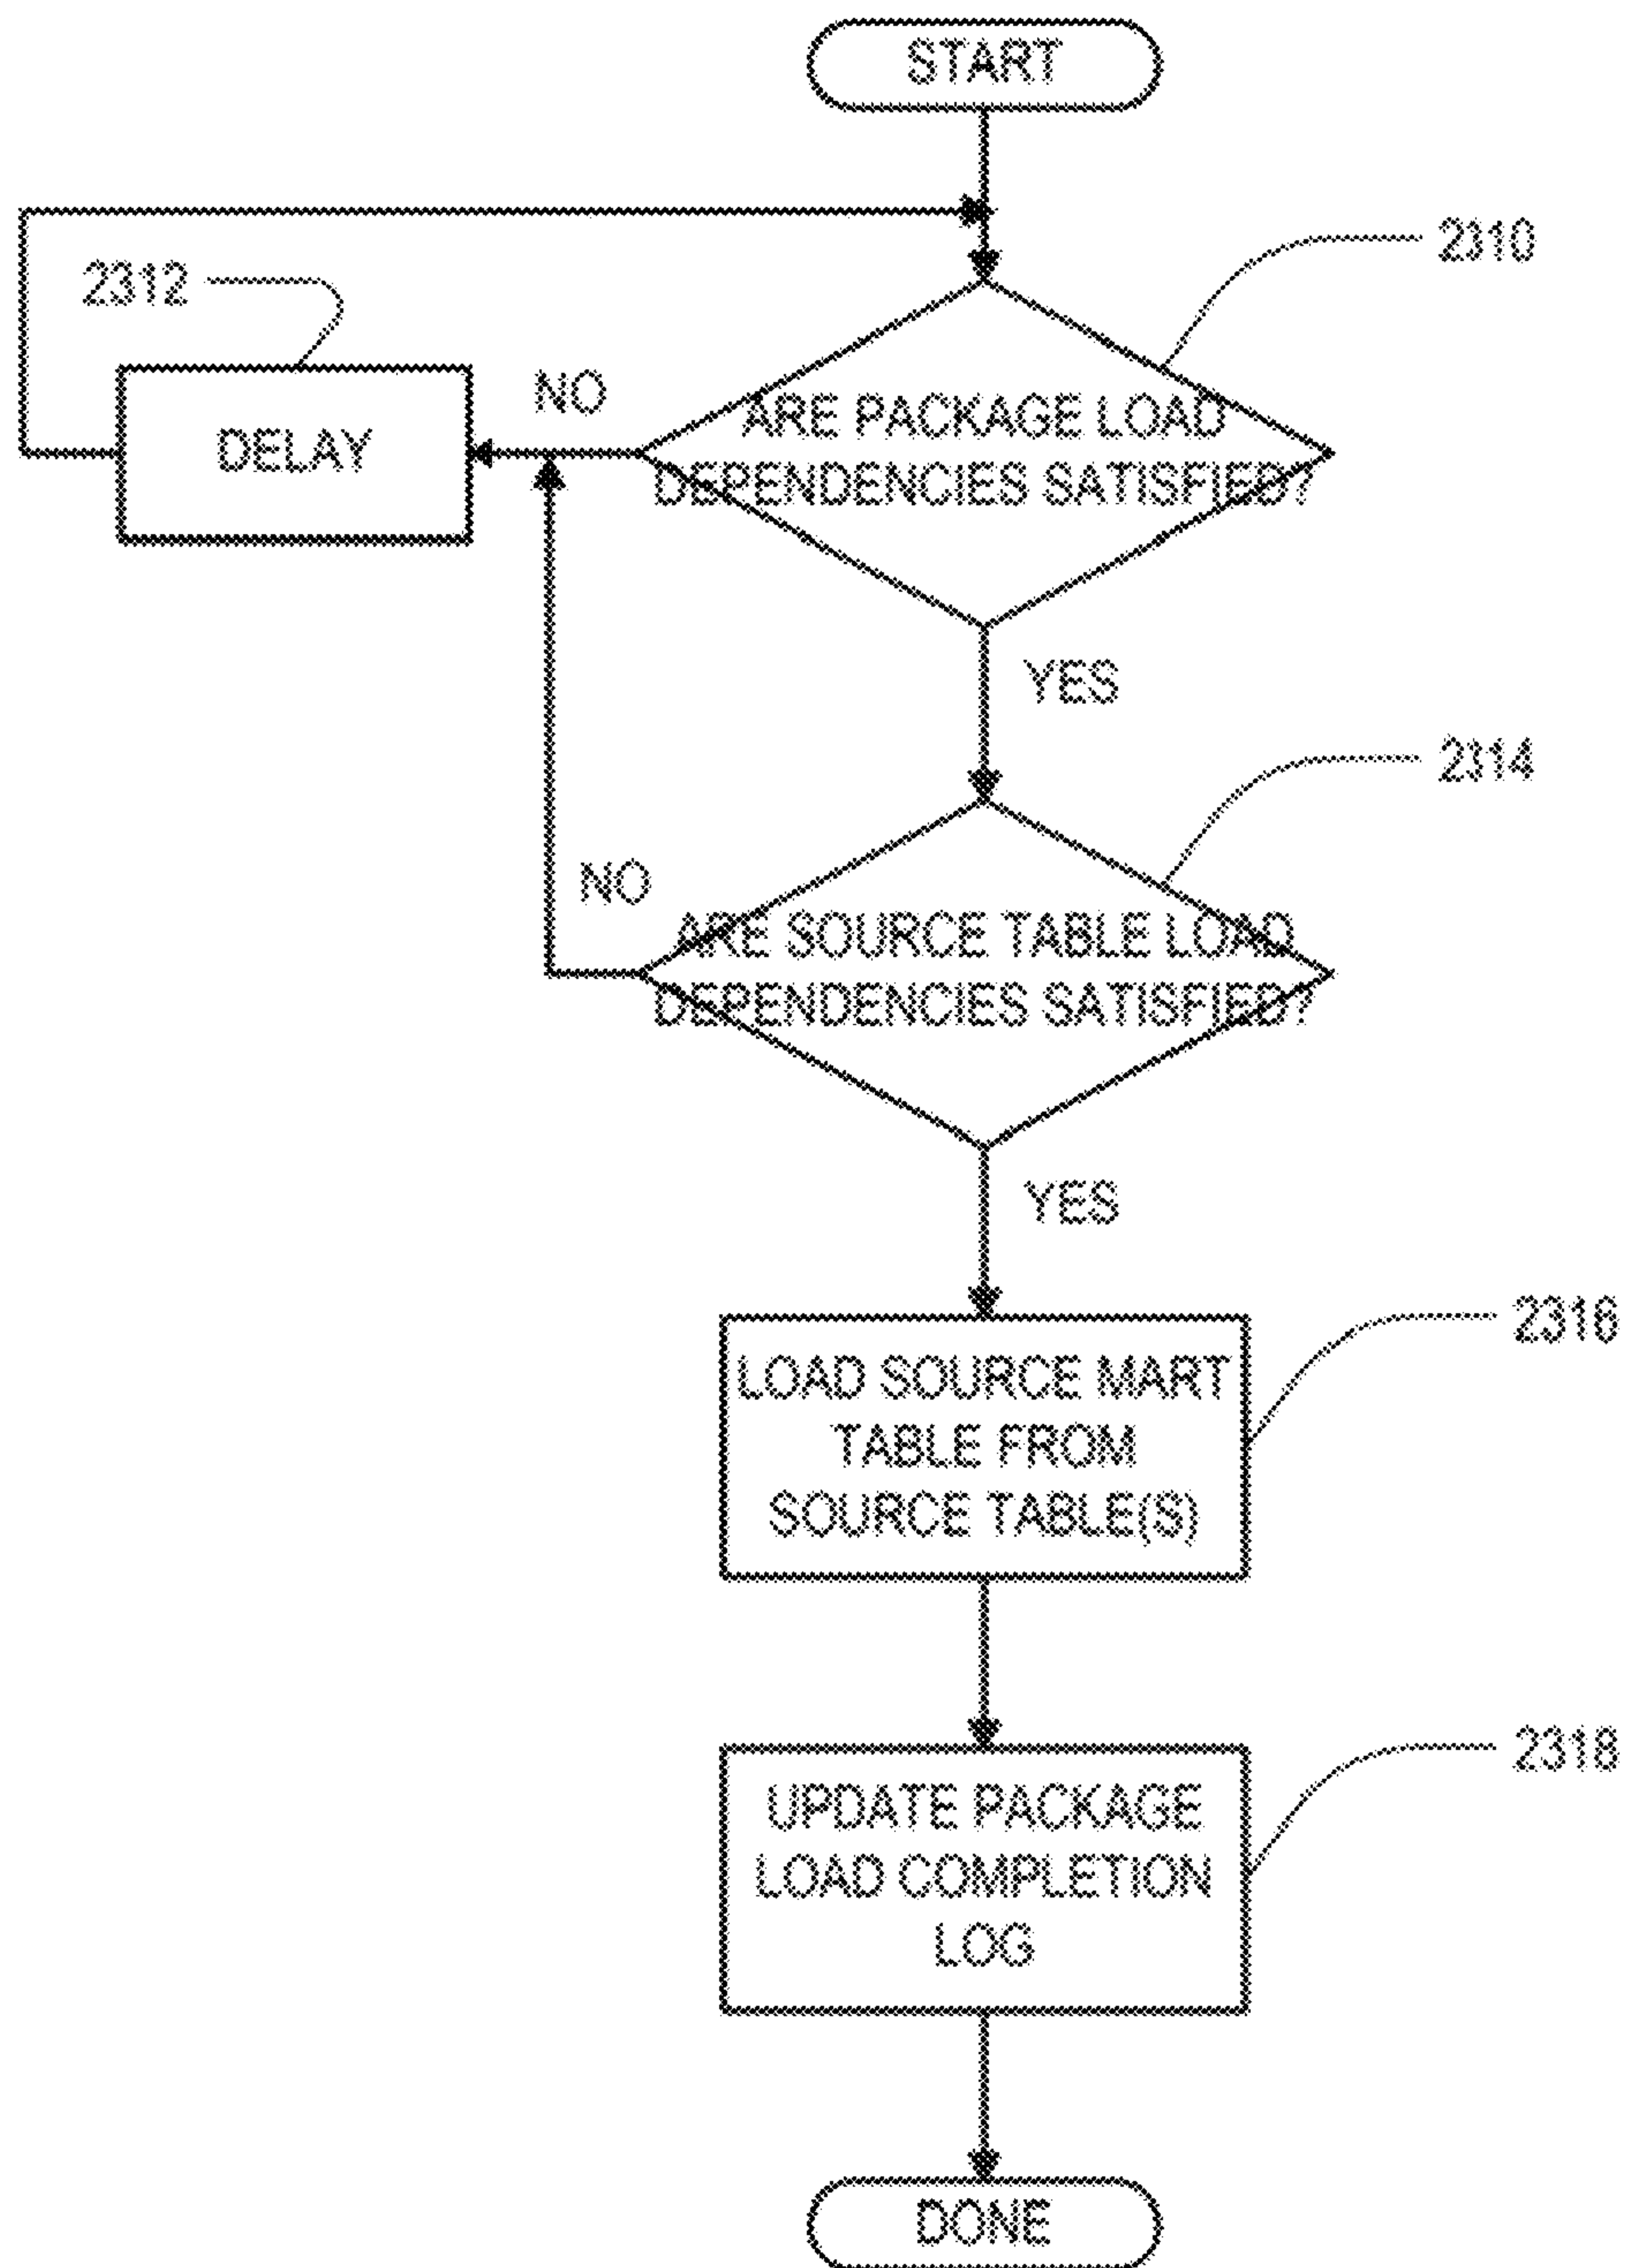 START
2310
2312
NO
ARE PACKAGE LOAD
DEPENDENCIES SATISFIED?
DELAY
YES
2314
NO
ARE SOURCE TABLE LOAD
DEPENDENCIES SATISFIED?
YES
2316
LOAD SOURCE MART
TABLE FROM
SOURCE TABLE(S)
2318
UPDATE PACKAGE
LOAD COMPLETION
LOG
DONE